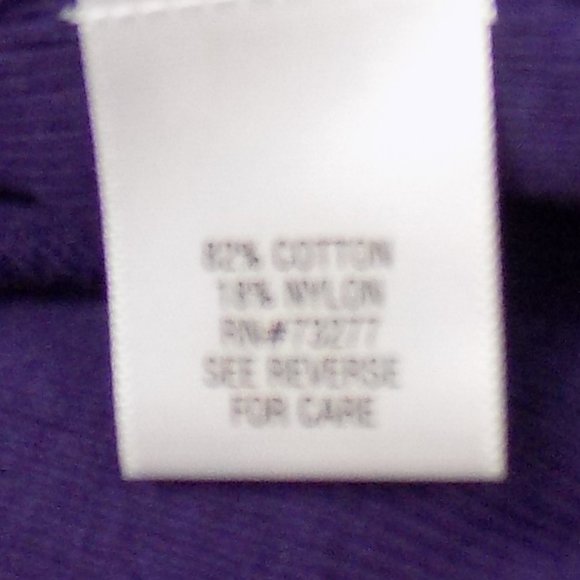 82% COTTON
18% NYLON
RN#73277
SEE REVERSE
FOR CARE